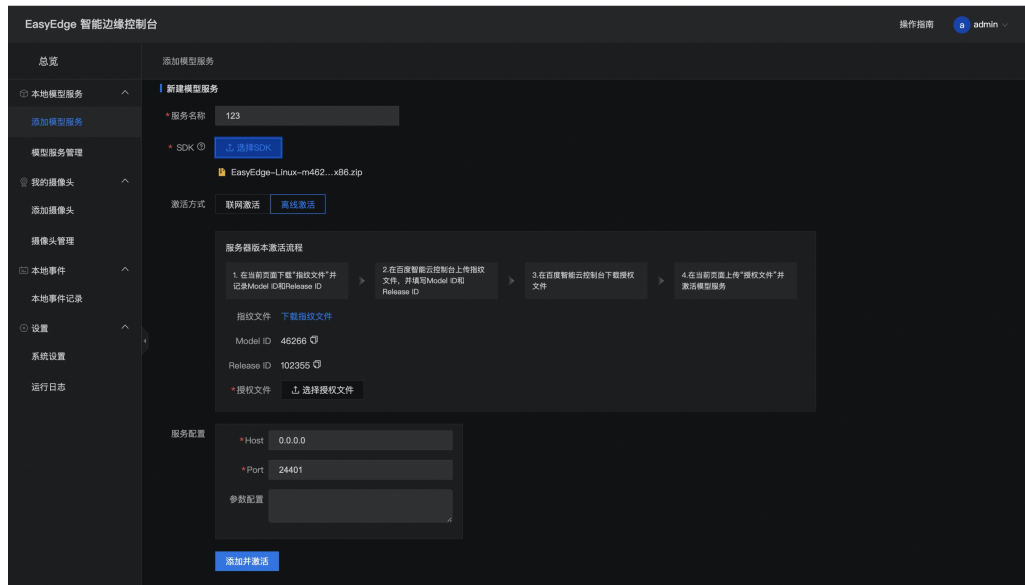 EasyEdge 智能边缘控制台
操作指南
a admin
总览
本地模型服务
添加模型服务
模型服务管理
我的摄像头
添加摄像头
摄像头管理
本地事件
本地事件记录
设置
系统设置
运行日志
添加模型服务
新建模型服务
*服务名称 123
* SDK 选择SDK
EasyEdge-Linux-m462...x86.zip
激活方式 联网激活 离线激活
服务器版本激活流程
1. 在当前页面下载“指纹文件”并
记录Model ID和Release ID
2.在百度智能云控制台上传指纹
文件，并填写Model ID和
Release ID
3.在百度智能云控制台下载授权
文件
4.在当前页面上传“授权文件”并
激活模型服务
指纹文件 下载指纹文件
Model ID 46266
Release ID 102355
*授权文件 选择授权文件
服务配置
*Host 0.0.0.0
*Port 24401
参数配置
添加并激活